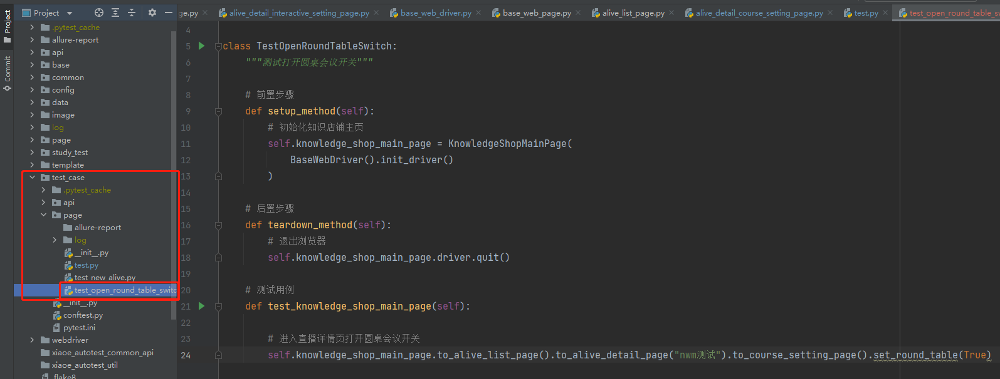 Project
ge.py
alive_detail_interactive_setting_page.py
base_web_driver.py
base_web_page.py
alive_list_page.py
alive_detail_course_setting_page.py
test.py
test_open_round_table_sw
Project
Commit
.pytest_cache
allure-report
api
base
common
config
data
image
log
page
study_test
template
test_case
.pytest_cache
api
page
allure-report
log
__init__.py
test.py
test_new_alive.py
test_open_round_table_switc
__init__.py
conftest.py
pytest.ini
webdriver
xiaoe_autotest_common_api
xiaoe_autotest_util
.flake8
4
5 class TestOpenRoundTableSwitch:
6 """测试打开圆桌会议开关"""
7
8 # 前置步骤
9 def setup_method(self):
10 # 初始化知识店铺主页
11 self.knowledge_shop_main_page = KnowledgeShopMainPage(
12 BaseWebDriver().init_driver()
13 )
14
15 # 后置步骤
16 def teardown_method(self):
17 # 退出浏览器
18 self.knowledge_shop_main_page.driver.quit()
19
20 # 测试用例
21 def test_knowledge_shop_main_page(self):
22
23 # 进入直播详情页打开圆桌会议开关
24 self.knowledge_shop_main_page.to_alive_list_page().to_alive_detail_page("nwm测试").to_course_setting_page().set_round_table(True)